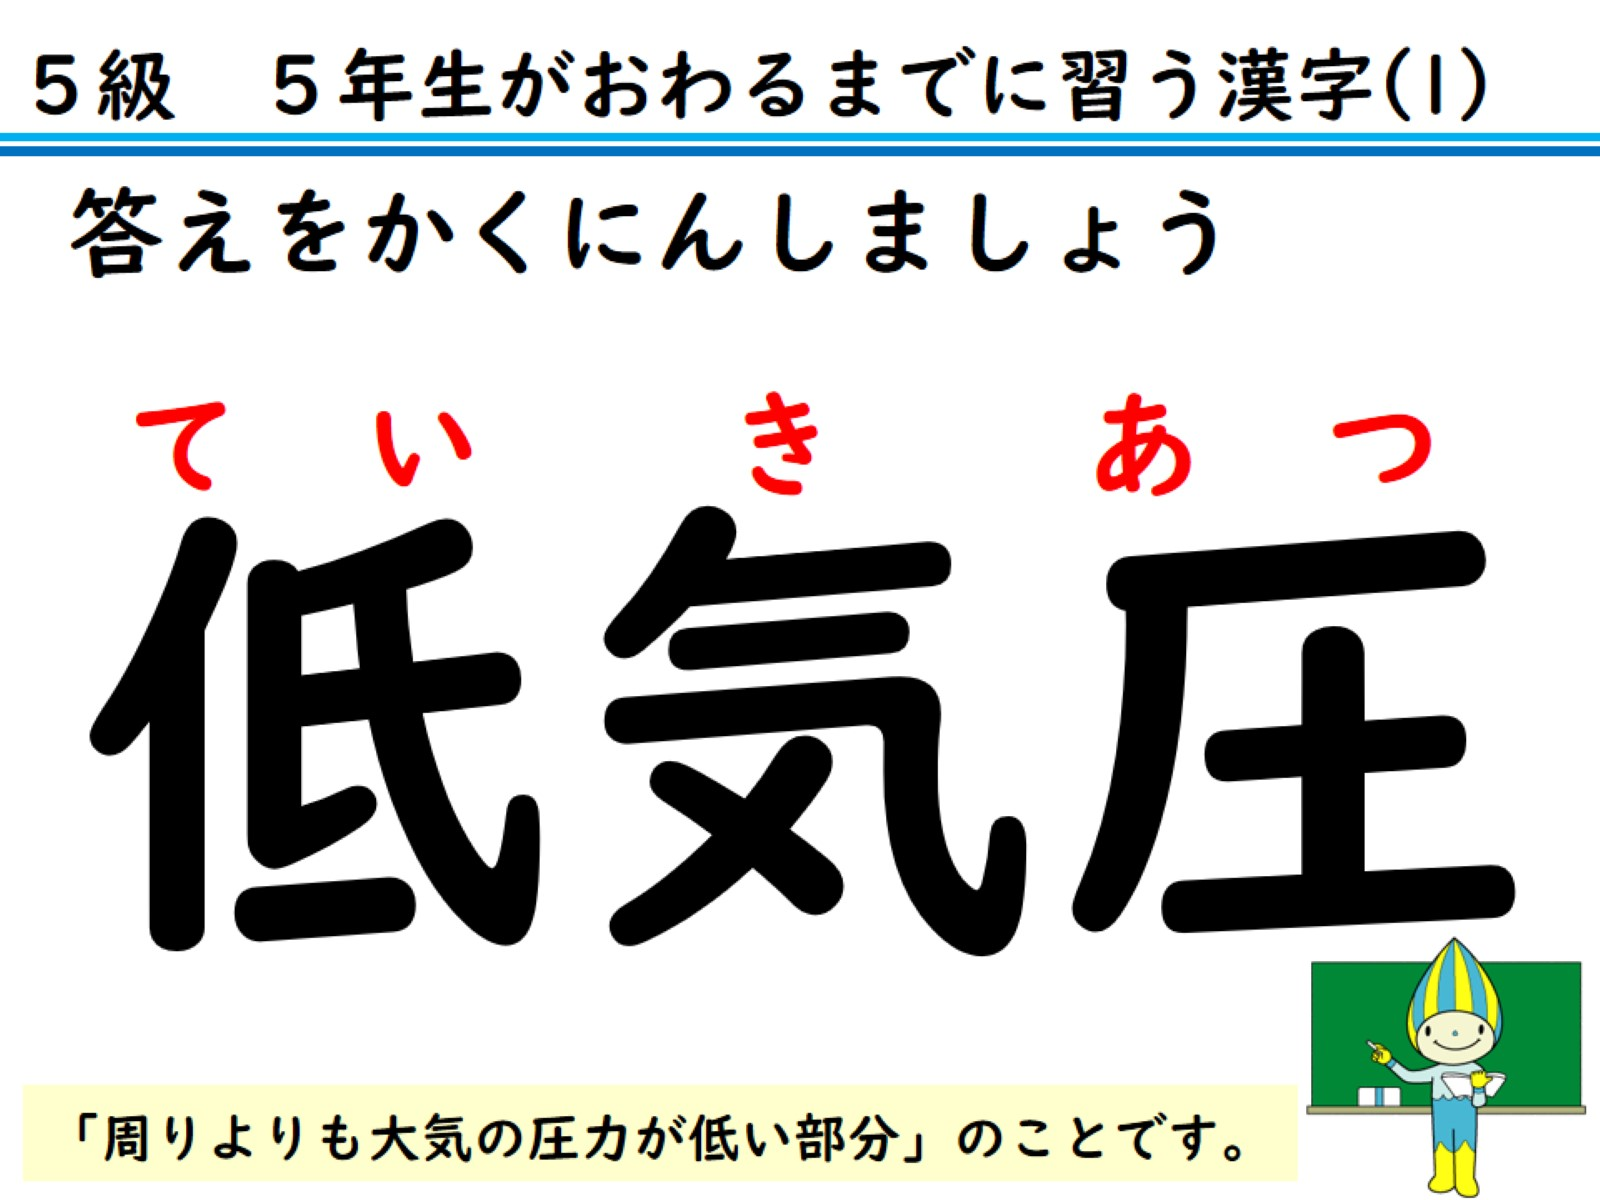 ５級　５年生がおわるまでに習う漢字(1)
答えをかくにんしましょう
ていきあつ
低気圧
「周りよりも大気の圧力が低い部分」のことです。